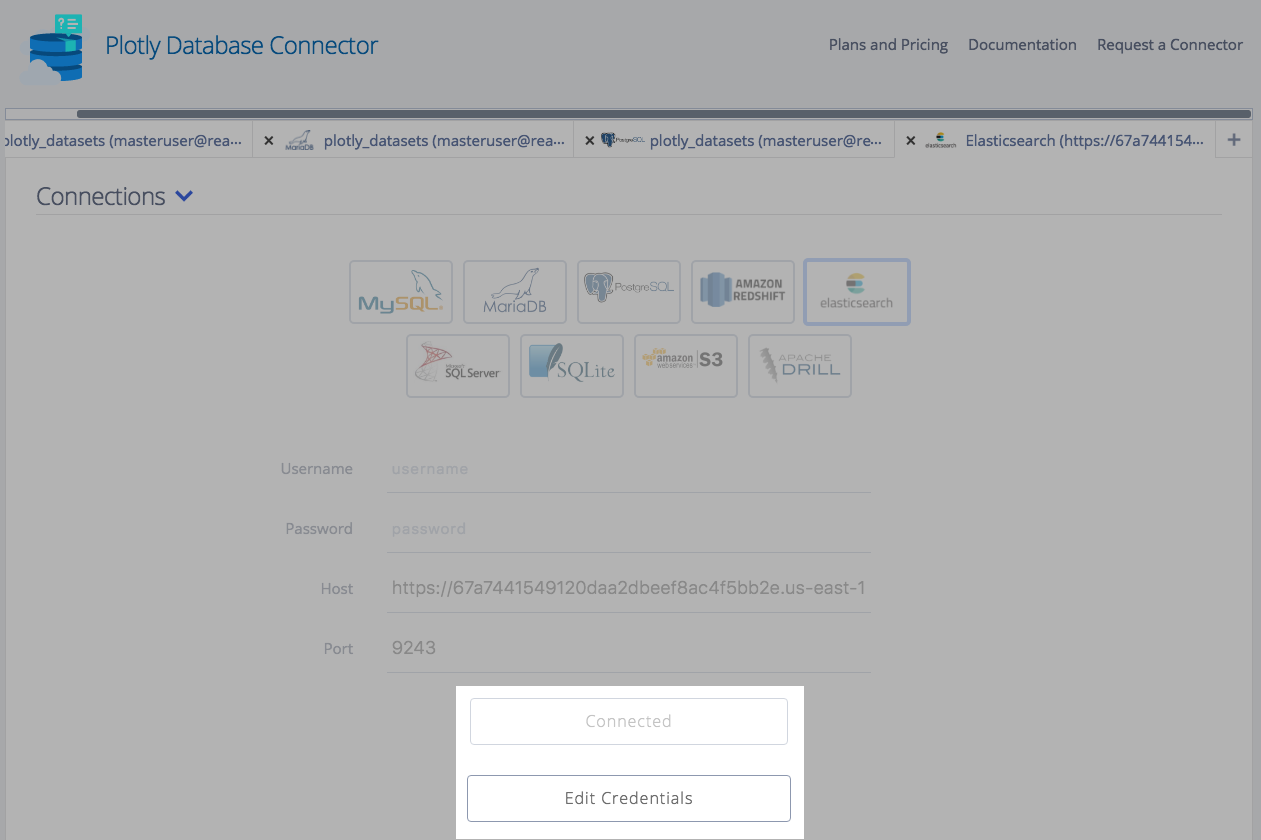 Plotly Database Connector
Plans and Pricing Documentation Request a Connector
plotly_datasets (masteruser@rea... × MariaDB plotly_datasets (masteruser@rea... × PostgreSQL plotly_datasets (masteruser@re... × elasticsearch Elasticsearch (https://67a744154... +
Connections
MySQL MariaDB PostgreSQL AMAZON REDSHIFT elasticsearch
Microsoft SQL Server SQLite amazon webservices S3 APACHE DRILL
Username username
Password password
Host https://67a7441549120daa2dbeef8ac4f5bb2e.us-east-1
Port 9243
Connected
Edit Credentials